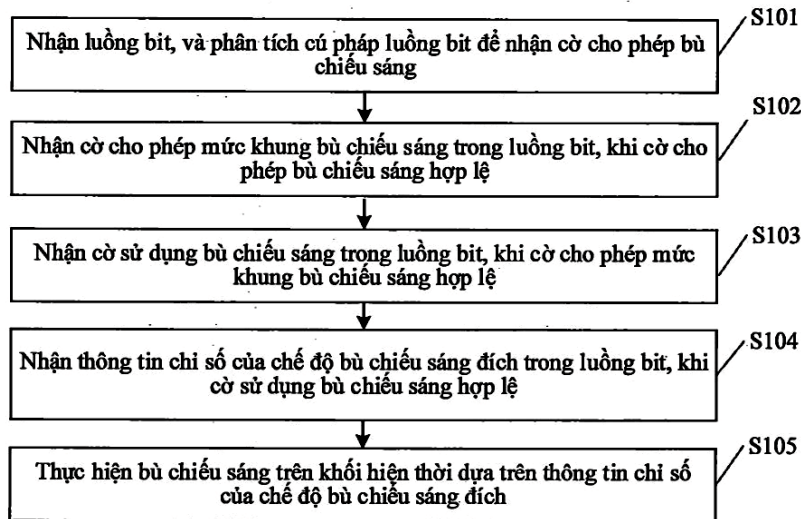 S101
Nhận luồng bit, và phân tích cú pháp luồng bit để nhận cờ cho phép bù
chiếu sáng
S102
Nhận cờ cho phép mức khung bù chiếu sáng trong luồng bit, khi cờ cho
phép bù chiếu sáng hợp lệ
S103
Nhận cờ sử dụng bù chiếu sáng trong luồng bit, khi cờ cho phép mức
khung bù chiếu sáng hợp lệ
S104
Nhận thông tin chỉ số của chế độ bù chiếu sáng đích trong luồng bit, khi
cờ sử dụng bù chiếu sáng hợp lệ
S105
Thực hiện bù chiếu sáng trên khối hiện thời dựa trên thông tin chỉ số
của chế độ bù chiếu sáng đích